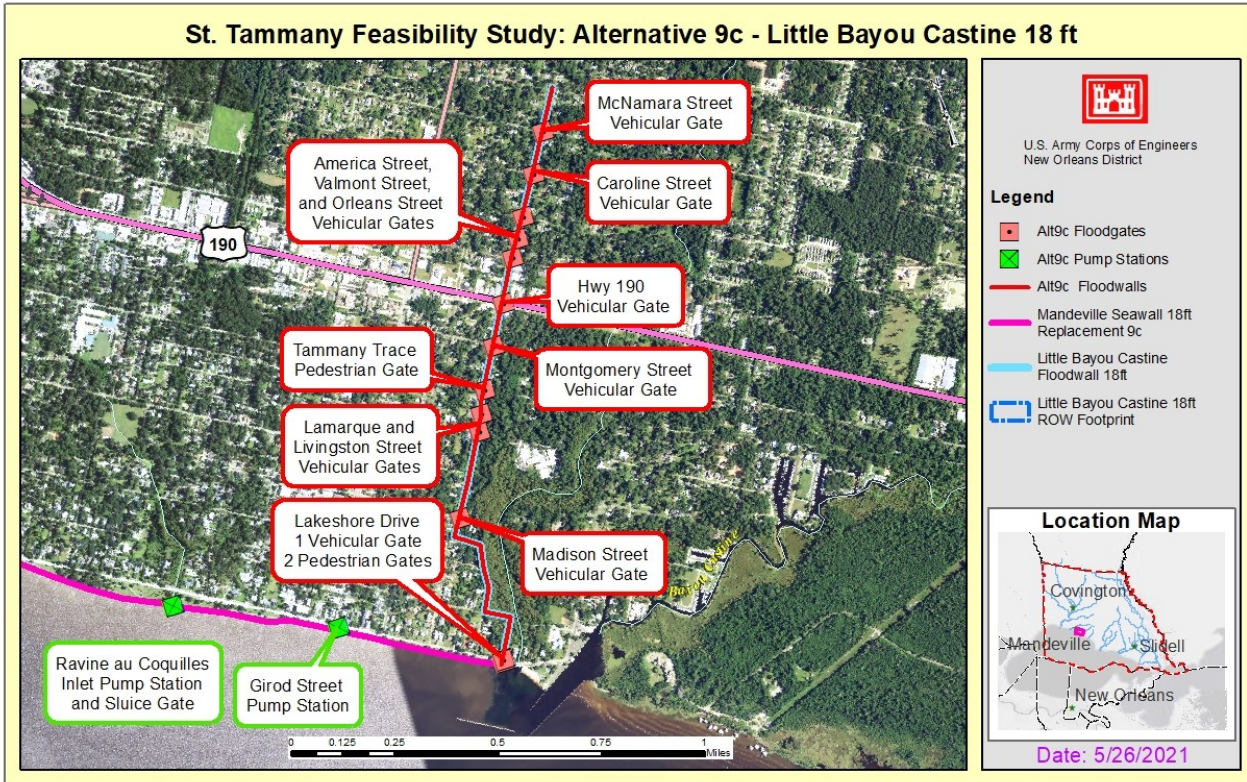 St. Tammany Feasibility Study: Alternative 9c - Little Bayou Castine 18 ft
McNamara Street
Vehicular Gate
America Street,
Valmont Street,
and Orleans Street
Vehicular Gates
Caroline Street
Vehicular Gate
190
Hwy 190
Vehicular Gate
Tammany Trace
Pedestrian Gate
Montgomery Street
Vehicular Gate
Lamarque and
Livingston Street
Vehicular Gates
Lakeshore Drive
1 Vehicular Gate
2 Pedestrian Gates
Madison Street
Vehicular Gate
Bayou Castine
Ravine au Coquilles
Inlet Pump Station
and Sluice Gate
Girod Street
Pump Station
0 0.125 0.25 0.5 0.75 1
Miles
U.S. Army Corps of Engineers
New Orleans District
Legend
Alt9c Floodgates
Alt9c Pump Stations
Alt9c Floodwalls
Mandeville Seawall 18ft
Replacement 9c
Little Bayou Castine
Floodwall 18ft
Little Bayou Castine 18ft
ROW Footprint
Location Map
Covington
Mandeville
Slidell
New Orleans
Date: 5/26/2021